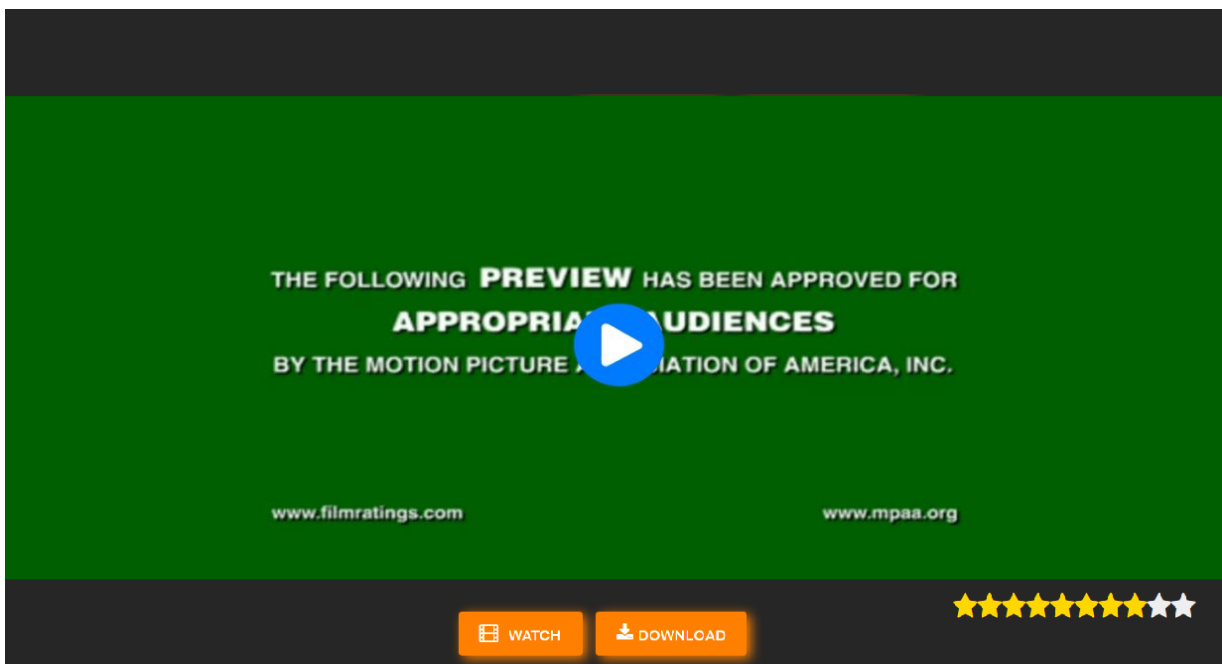 THE FOLLOWING PREVIEW HAS BEEN APPROVED FOR
AUDIENCES
BY THE MOTION PICTURE OF AMERICA, INC.
www.filmratings.com www.mpaa.org
WATCH DOWNLOAD